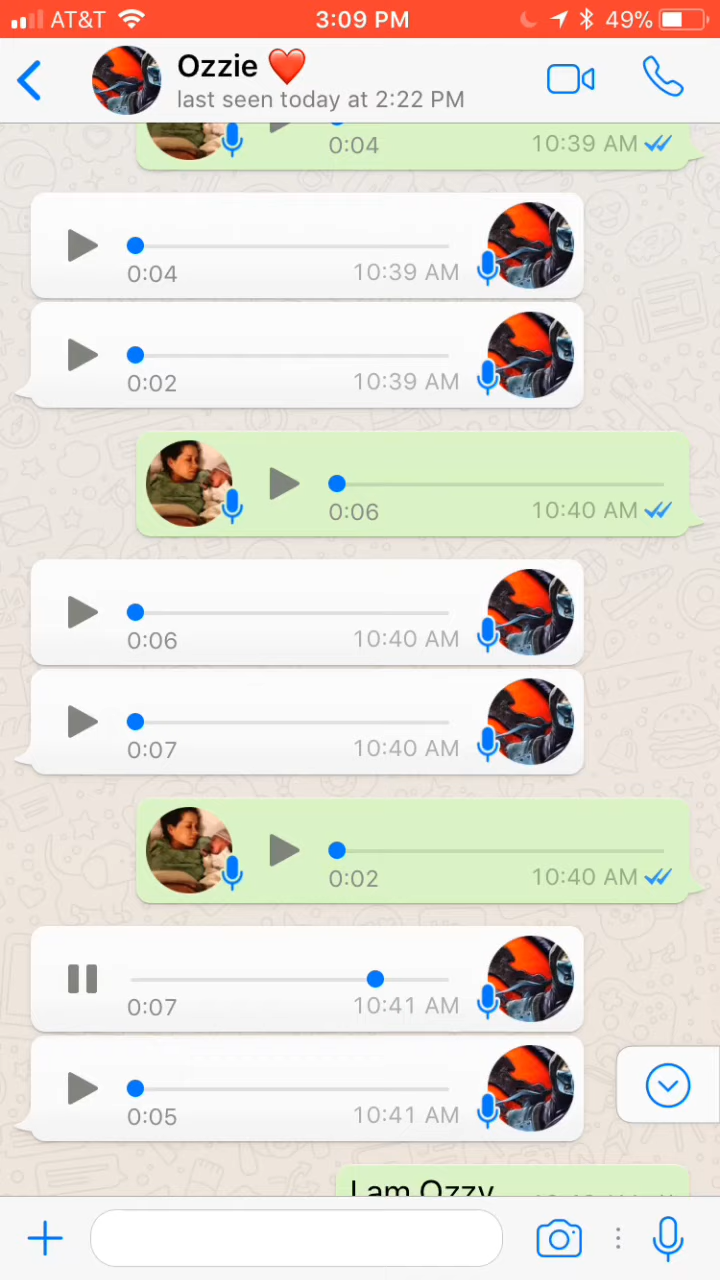 AT&T 3:09 PM 49%
Ozzie ❤️
last seen today at 2:22 PM
0:04 10:39 AM
0:04 10:39 AM
0:02 10:39 AM
0:06 10:40 AM
0:06 10:40 AM
0:07 10:40 AM
0:02 10:40 AM
0:07 10:41 AM
0:05 10:41 AM
I am Ozzy